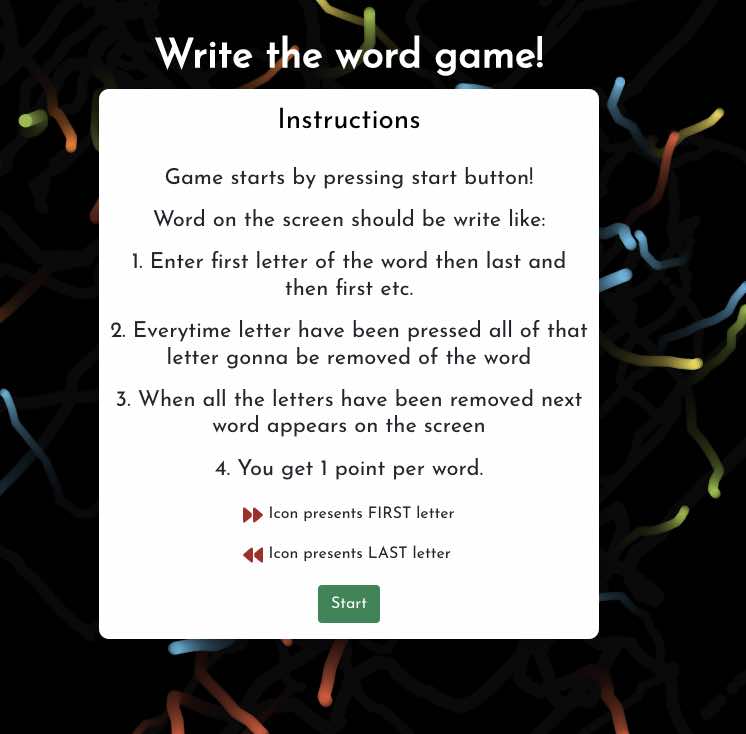 Write the word game!
Instructions
Game starts by pressing start button!
Word on the screen should be write like:
1. Enter first letter of the word then last and
then first etc.
2. Everytime letter have been pressed all of that
letter gonna be removed of the word
3. When all the letters have been removed next
word appears on the screen
4. You get 1 point per word.
Icon presents FIRST letter
Icon presents LAST letter
Start